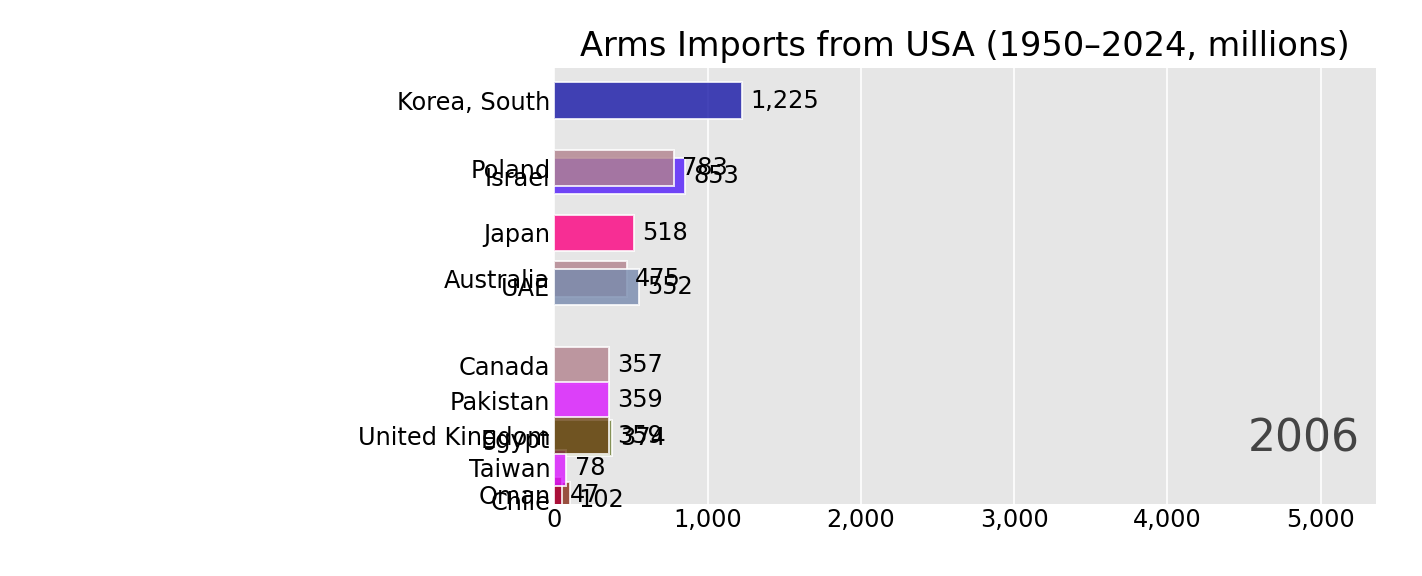 Arms Imports from USA (1950–2024, millions)
Korea, South 1,225
Poland 783
Israel 853
Japan 518
Australia 475
UAE 552
Canada 357
Pakistan 359
United Kingdom 359
Egypt 374
2006
Taiwan 78
Oman 47
Chile 102
0 1,000 2,000 3,000 4,000 5,000